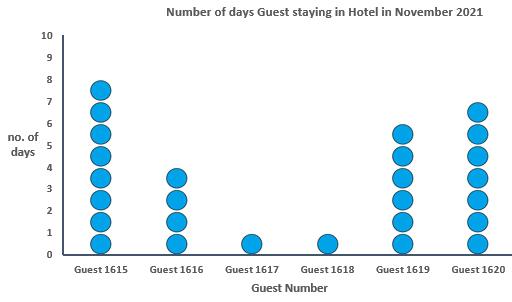 Number of days Guest staying in Hotel in November 2021
10
9
8
7
6
5
4
3
2
1
0
no. of
days
Guest 1615 Guest 1616 Guest 1617 Guest 1618 Guest 1619 Guest 1620
Guest Number